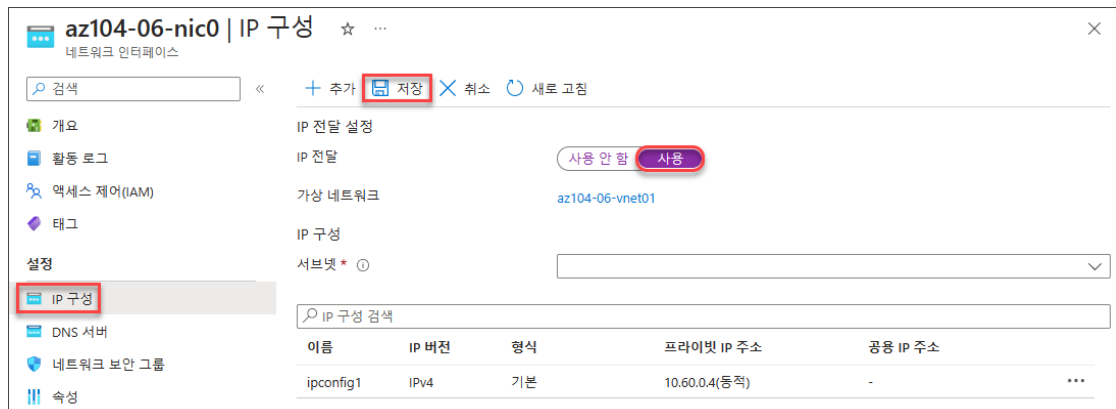 az104-06-nic0 | IP 구성
네트워크 인터페이스
검색
추가 저장 취소 새로 고침
개요
활동 로그
액세스 제어(IAM)
태그
설정
IP 구성
DNS 서버
네트워크 보안 그룹
속성
IP 전달 설정
IP 전달 사용 안 함 사용
가상 네트워크 az104-06-vnet01
IP 구성
서브넷 *
IP 구성 검색
이름 IP 버전 형식 프라이빗 IP 주소 공용 IP 주소
ipconfig1 IPv4 기본 10.60.0.4(동적) -